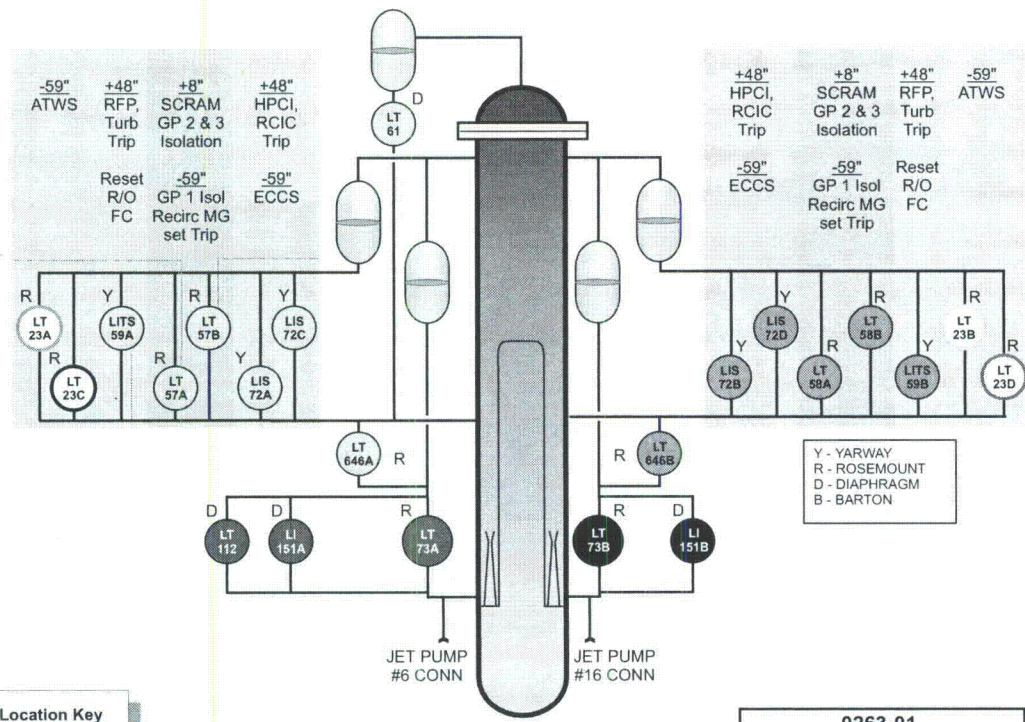 -59"
ATWS
+48"
RFP,
Turb
Trip
Reset
R/O
FC
+8"
SCRAM
GP 2 & 3
Isolation
-59"
GP 1 Isol
Recirc MG
set Trip
+48"
HPCI,
RCIC
Trip
-59"
ECCS
D
LT
61
+48"
HPCI,
RCIC
Trip
-59"
ECCS
+8"
SCRAM
GP 2 & 3
Isolation
-59"
GP 1 Isol
Recirc MG
set Trip
+48"
RFP,
Turb
Trip
Reset
R/O
FC
-59"
ATWS
R
LT
23A
R
LT
23C
Y
LITS
59A
R
LT
57A
R
LT
57B
Y
LIS
72A
Y
LIS
72C
Y
LIS
72B
Y
LIS
72D
R
LT
58A
R
LT
58B
Y
LITS
59B
R
LT
23B
R
LT
23D
LT
646A
R
R
LT
646B
D
LT
112
D
LI
151A
R
LT
73A
R
LT
73B
D
LI
151B
Y - YARWAY
R - ROSEMOUNT
D - DIAPHRAGM
B - BARTON
JET PUMP
#6 CONN
JET PUMP
#16 CONN
Location Key
0263-01